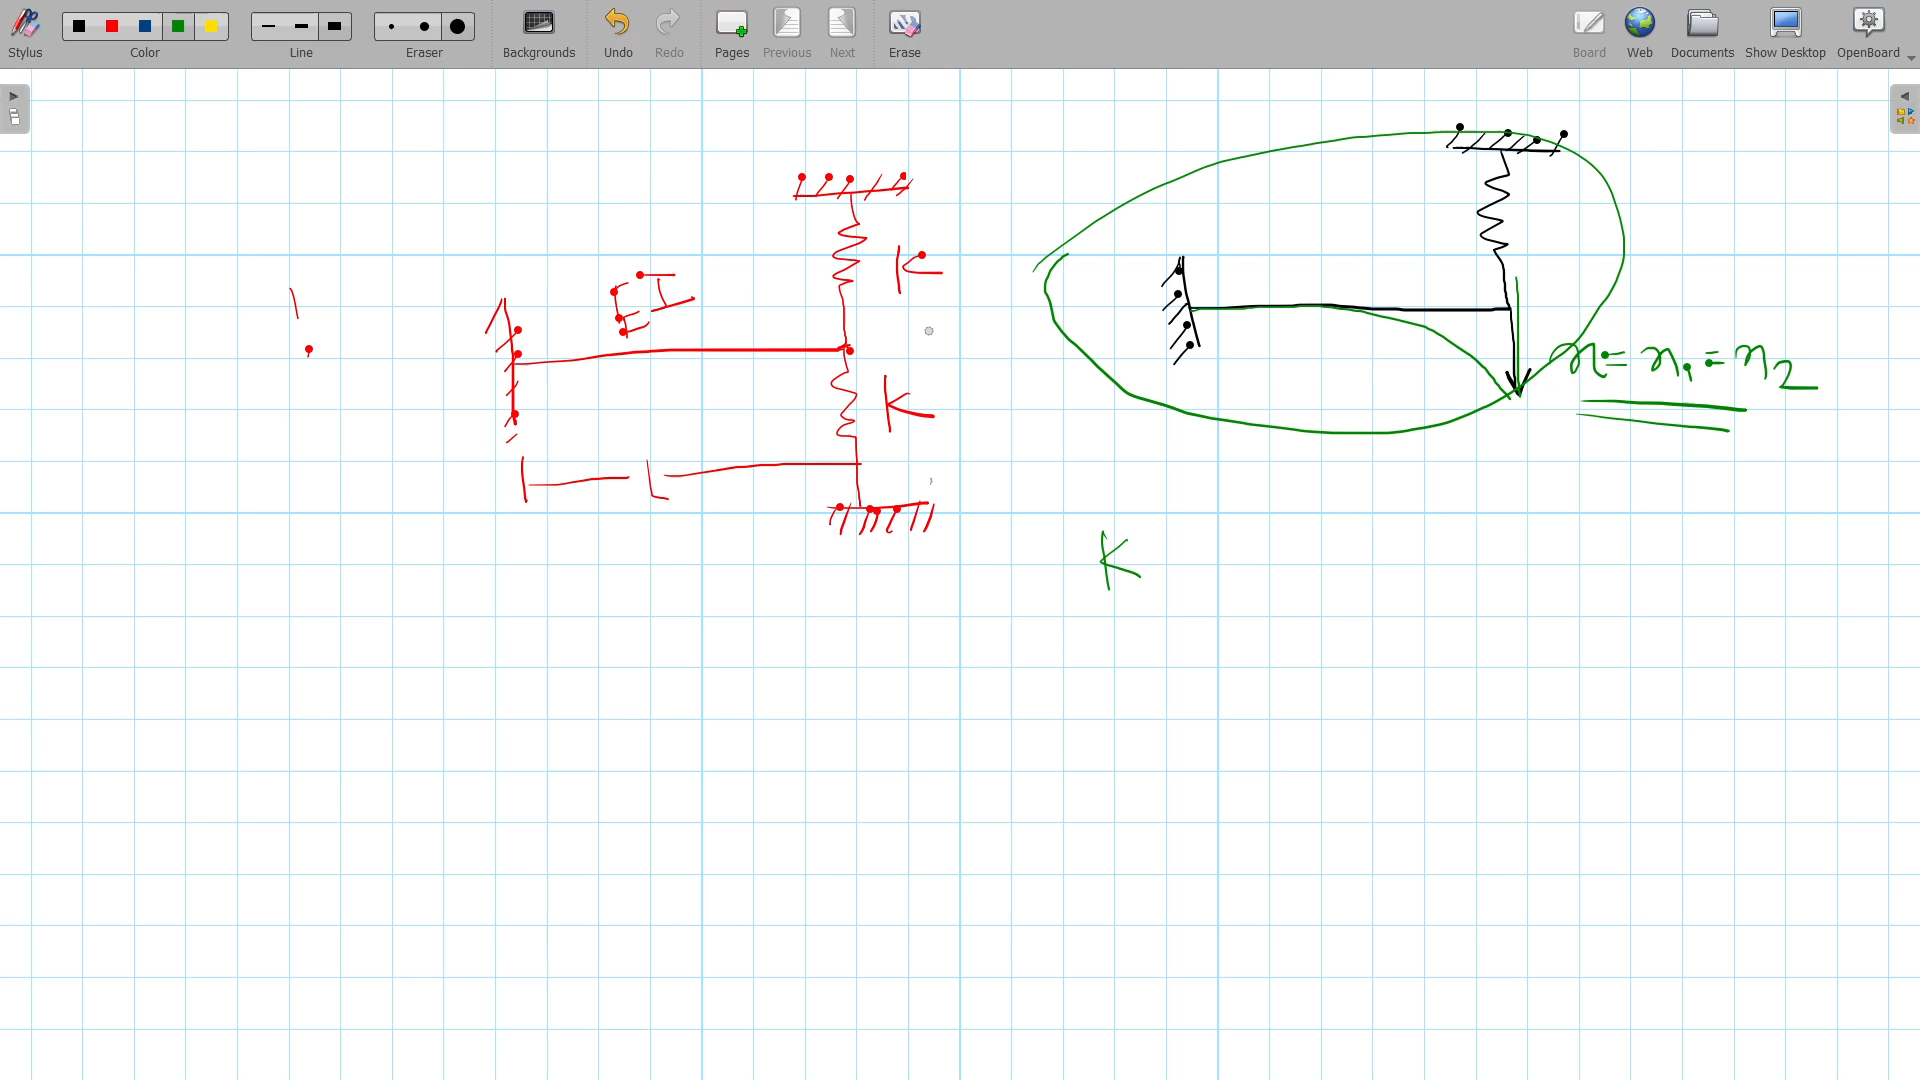 Stylus Color Line Eraser Backgrounds Undo Redo Pages Previous Next Erase Board Web Documents Show Desktop OpenBoard
K
EI
x = x1 = x2
K
L
K